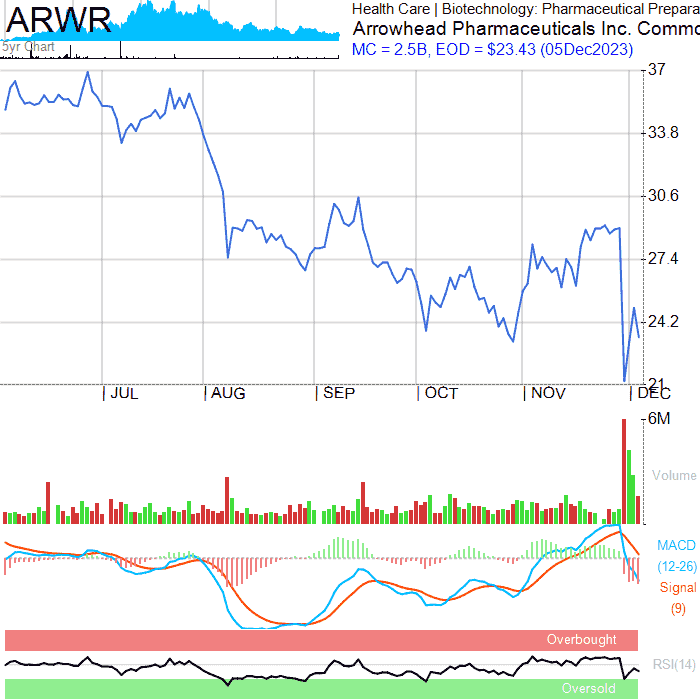 ARWR
5yr Chart
Health Care | Biotechnology: Pharmaceutical Prepara
Arrowhead Pharmaceuticals Inc. Commo
MC = 2.5B, EOD = $23.43 (05Dec2023)
37
33.8
30.6
27.4
24.2
21
| JUL
| AUG
| SEP
| OCT
| NOV
| DEC
6M
Volume
MACD
(12-26)
Signal
(9)
Overbought
RSI(14)
Oversold